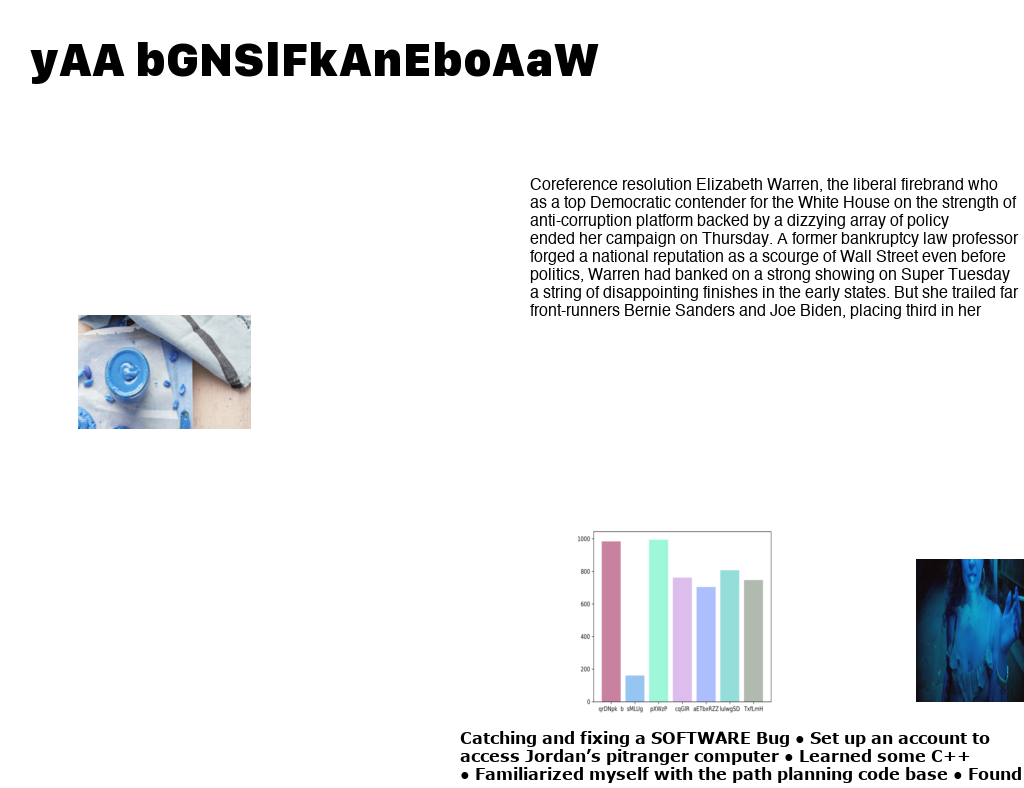 yAA bGNSlFkAnEboAaW
Coreference resolution Elizabeth Warren, the liberal firebrand who
as a top Democratic contender for the White House on the strength of
anti-corruption platform backed by a dizzying array of policy
ended her campaign on Thursday. A former bankruptcy law professor
forged a national reputation as a scourge of Wall Street even before
politics, Warren had banked on a strong showing on Super Tuesday
a string of disappointing finishes in the early states. But she trailed far
front-runners Bernie Sanders and Joe Biden, placing third in her
1000
800
600
400
200
0
qrDNpk b sMLUg pXWzP cqGlR aETbxRZZ lulwgSD TxfLmH
Catching and fixing a SOFTWARE Bug ● Set up an account to
access Jordan’s pitranger computer ● Learned some C++
● Familiarized myself with the path planning code base ● Found